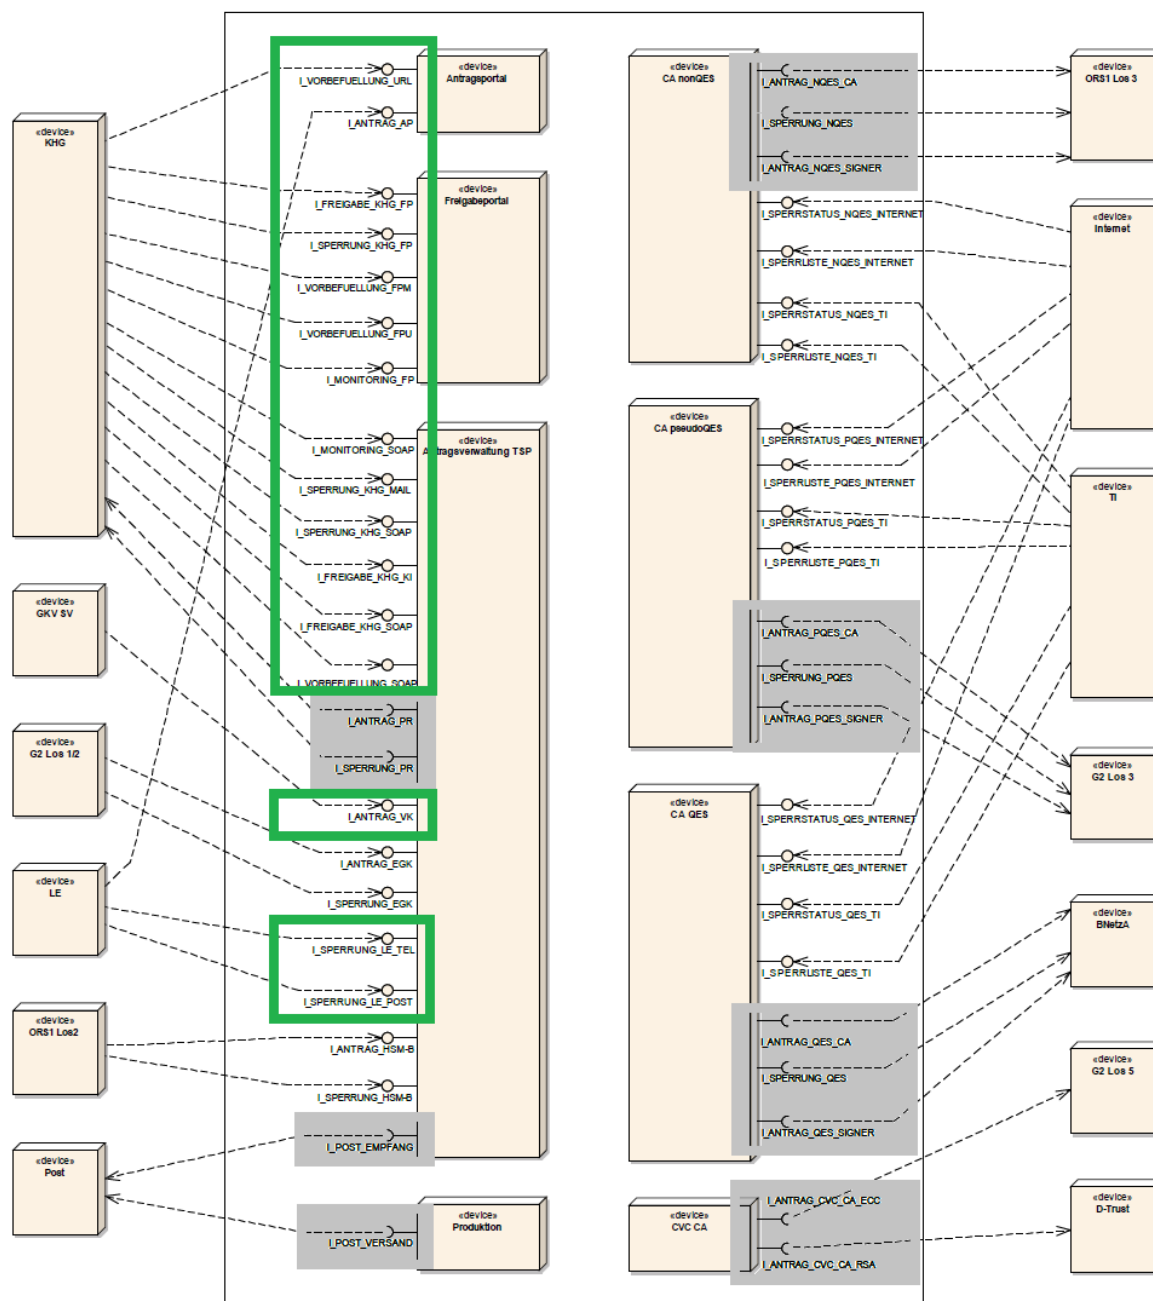 «device»
KHG
«device»
GKV SV
«device»
G2 Los 1/2
«device»
LE
«device»
ORS1 Los2
«device»
Post
I_VORBEFUELLUNG_URL
I_ANTRAG_AP
I_FREIGABE_KHG_FP
I_SPERRUNG_KHG_FP
I_VORBEFUELLUNG_FPM
I_VORBEFUELLUNG_FPU
I_MONITORING_FP
I_MONITORING_SOAP
I_SPERRUNG_KHG_MAIL
I_SPERRUNG_KHG_SOAP
I_FREIGABE_KHG_KI
I_FREIGABE_KHG_SOAP
I_VORBEFUELLUNG_SOAP
I_ANTRAG_PR
I_SPERRUNG_PR
I_ANTRAG_VK
I_ANTRAG_EGK
I_SPERRUNG_EGK
I_SPERRUNG_LE_TEL
I_SPERRUNG_LE_POST
I_ANTRAG_HSM-B
I_SPERRUNG_HSM-B
I_POST_EMPFANG
I_POST_VERSAND
«device»
Antragsportal
«device»
Freigabeportal
«device»
Antragsverwaltung TSP
«device»
Produktion
«device»
CA nonQES
«device»
CA pseudoQES
«device»
CA QES
«device»
CVC CA
I_ANTRAG_NQES_CA
I_SPERRUNG_NQES
I_ANTRAG_NQES_SIGNER
I_SPERRSTATUS_NQES_INTERNET
I_SPERRLISTE_NQES_INTERNET
I_SPERRSTATUS_NQES_TI
I_SPERRLISTE_NQES_TI
I_SPERRSTATUS_PQES_INTERNET
I_SPERRLISTE_PQES_INTERNET
I_SPERRSTATUS_PQES_TI
I_SPERRLISTE_PQES_TI
I_ANTRAG_PQES_CA
I_SPERRUNG_PQES
I_ANTRAG_PQES_SIGNER
I_SPERRSTATUS_QES_INTERNET
I_SPERRLISTE_QES_INTERNET
I_SPERRSTATUS_QES_TI
I_SPERRLISTE_QES_TI
I_ANTRAG_QES_CA
I_SPERRUNG_QES
I_ANTRAG_QES_SIGNER
I_ANTRAG_CVC_CA_ECC
I_ANTRAG_CVC_CA_RSA
«device»
ORS1 Los 3
«device»
Internet
«device»
TI
«device»
G2 Los 3
«device»
BNetzA
«device»
G2 Los 5
«device»
D-Trust